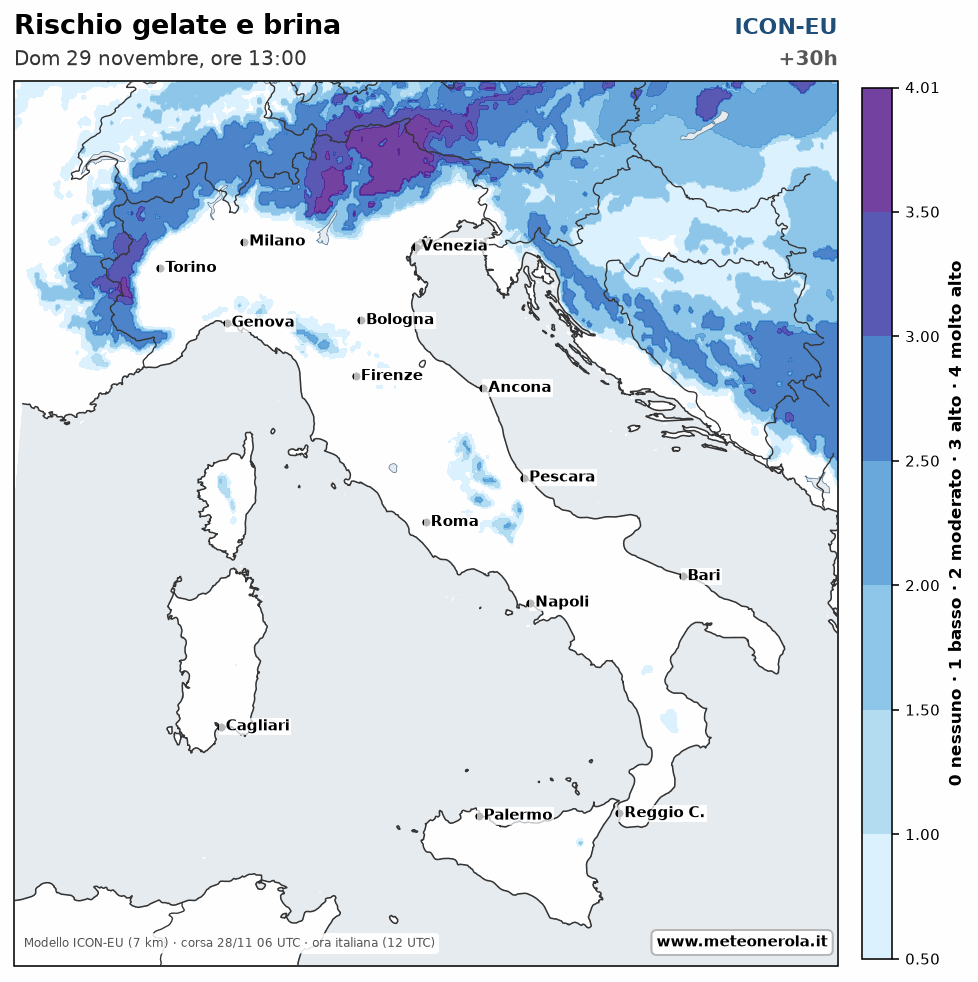 Rischio gelate e brina
ICON-EU
Dom 29 novembre, ore 13:00
+30h
4.01
3.50
3.00
2.50
2.00
1.50
1.00
0.50
0 nessuno · 1 basso · 2 moderato · 3 alto · 4 molto alto
Milano
Venezia
Torino
Genova
Bologna
Firenze
Ancona
Pescara
Roma
Bari
Napoli
Cagliari
Palermo
Reggio C.
Modello ICON-EU (7 km) · corsa 28/11 06 UTC · ora italiana (12 UTC)
www.meteonerola.it